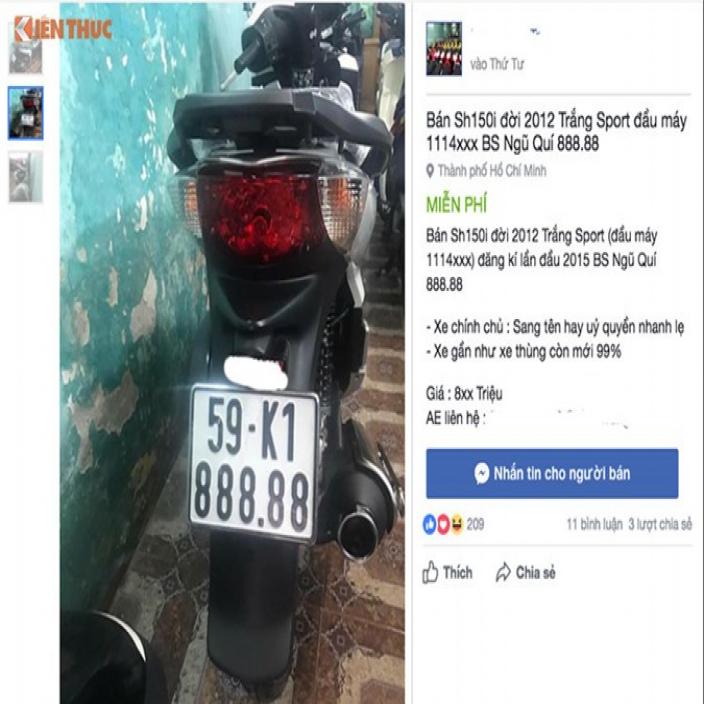 KIẾN THỨC
59-K1
888.88
vào Thứ Tư
Bán Sh150i đời 2012 Trắng Sport đầu máy
1114xxx BS Ngũ Quí 888.88
Thành phố Hồ Chí Minh
MIỄN PHÍ
Bán Sh150i đời 2012 Trắng Sport (đầu máy
1114xxx) đăng kí lần đầu 2015 BS Ngũ Quí
888.88
- Xe chính chủ : Sang tên hay uỷ quyền nhanh lẹ
- Xe gần như xe thùng còn mới 99%
Giá : 8xx Triệu
AE liên hệ :
Nhắn tin cho người bán
209
11 bình luận 3 lượt chia sẻ
Thích Chia sẻ